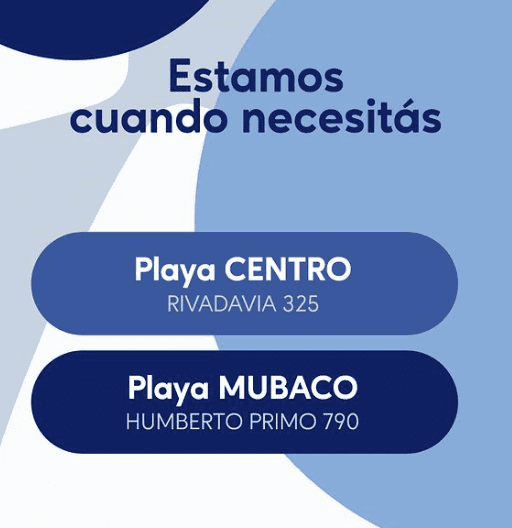 Estamos
cuando necesitás
Playa CENTRO
RIVADAVIA 325
Playa MUBACO
HUMBERTO PRIMO 790